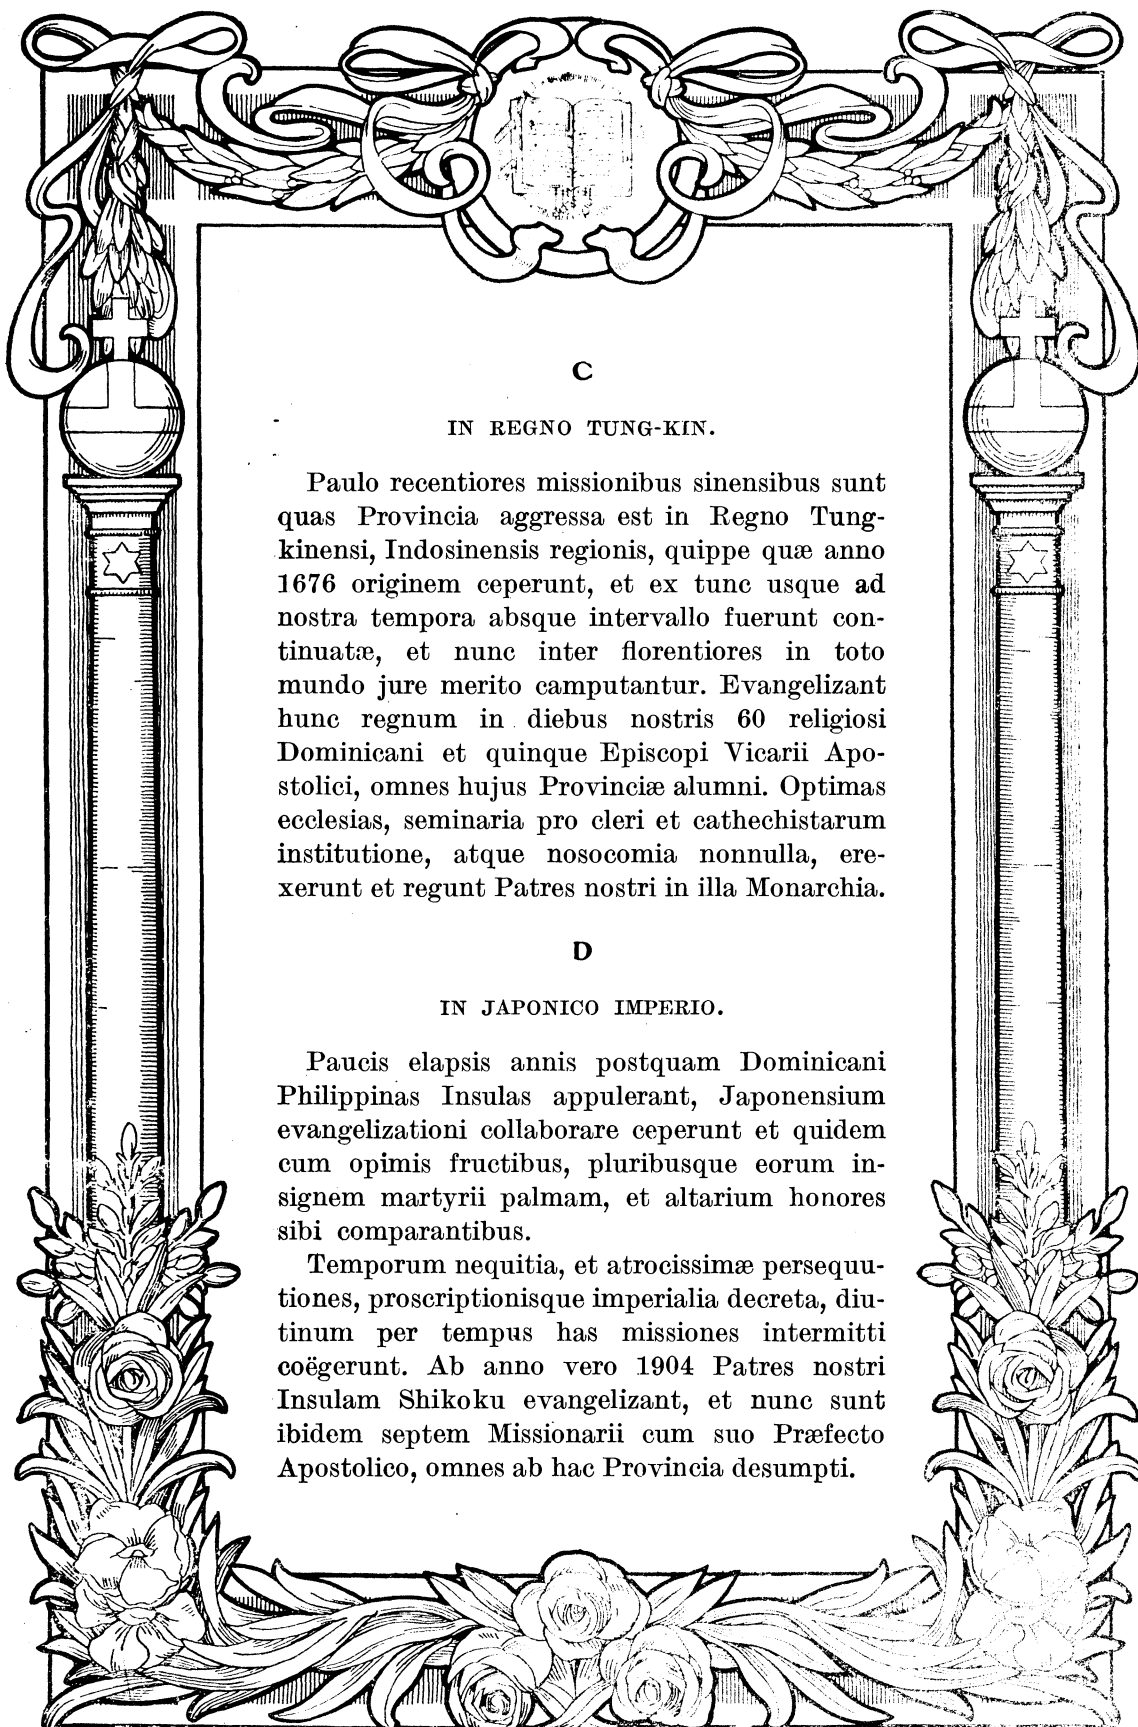 C
IN REGNO TUNG-KIN.
Paulo recentiores missionibus sinensibus sunt
quas Provincia aggressa est in Regno Tung-
kinensi, Indosinensis regionis, quippe quæ anno
1676 originem ceperunt, et ex tunc usque ad
nostra tempora absque intervallo fuerunt con-
tinuatæ, et nunc inter florentiores in toto
mundo jure merito camputantur. Evangelizant
hunc regnum in diebus nostris 60 religiosi
Dominicani et quinque Episcopi Vicarii Apo-
stolici, omnes hujus Provinciæ alumni. Optimas
ecclesias, seminaria pro cleri et cathechistarum
institutione, atque nosocomia nonnulla, ere-
xerunt et regunt Patres nostri in illa Monarchia.
D
IN JAPONICO IMPERIO.
Paucis elapsis annis postquam Dominicani
Philippinas Insulas appulerant, Japonensium
evangelizationi collaborare ceperunt et quidem
cum opimis fructibus, pluribusque eorum in-
signem martyrii palmam, et altarium honores
sibi comparantibus.
Temporum nequitia, et atrocissimæ persequu-
tiones, proscriptionisque imperialia decreta, diu-
tinum per tempus has missiones intermitti
coëgerunt. Ab anno vero 1904 Patres nostri
Insulam Shikoku evangelizant, et nunc sunt
ibidem septem Missionarii cum suo Præfecto
Apostolico, omnes ab hac Provincia desumpti.